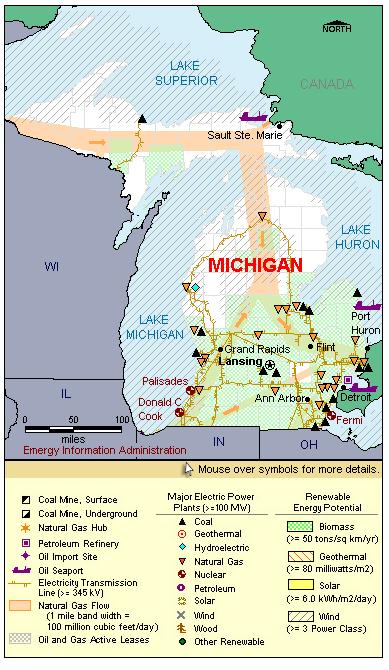 NORTH
LAKE
SUPERIOR
CANADA
Sault Ste. Marie
LAKE
HURON
MICHIGAN
WI
LAKE
MICHIGAN
Port
Huron
Grand Rapids
Flint
Lansing
Palisades
Donald C
Cook
Ann Arbor
Detroit
Fermi
IL
0 50 100
miles
IN
OH
Emergy Information Administration
Mouse over symbols for more details.
Coal Mine, Surface
Coal Mine, Underground
Natural Gas Hub
Petroleum Refinery
Oil Import Site
Oil Seaport
Electricity Transmission
Line (>= 345 kV)
Natural Gas Flow
(1 mile band width =
100 million cubic feet/day)
Oil and Gas Active Leases
Major Electric Power
Plants (>=100 MW)
Coal
Geothermal
Hydroelectric
Natural Gas
Nuclear
Petroleum
Solar
Wind
Wood
Other Renewable
Renewable
Energy Potential
Biomass
(>= 50 tons/sq km/yr)
Geothermal
(>= 80 milliwatts/m2)
Solar
(>= 6.0 kWh/m2/day)
Wind
(>= 3 Power Class)